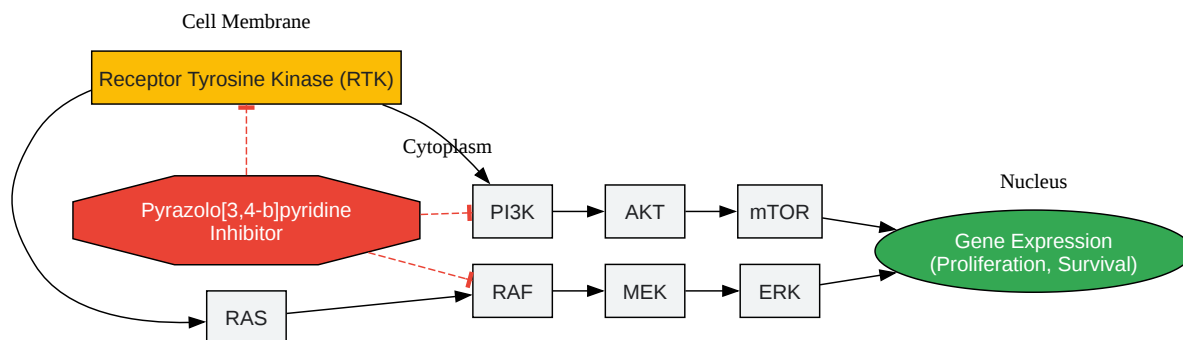 Cell Membrane
Receptor Tyrosine Kinase (RTK)
Cytoplasm
Pyrazolo[3,4-b]pyridine
Inhibitor
PI3K
AKT
mTOR
Nucleus
Gene Expression
(Proliferation, Survival)
RAS
RAF
MEK
ERK